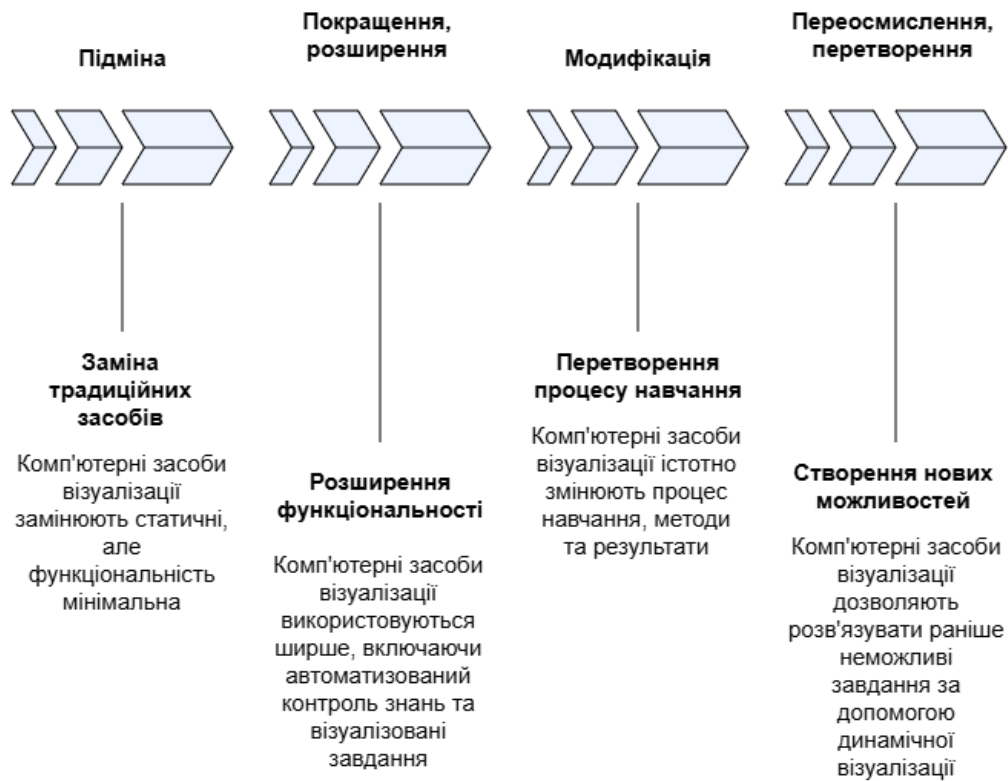 Підміна
Покращення,
розширення
Модифікація
Переосмислення,
перетворення
Заміна
традиційних
засобів
Комп'ютерні засоби
візуалізації
замінюють статичні,
але
функціональність
мінімальна
Розширення
функціональності
Комп'ютерні засоби
візуалізації
використовуються
ширше, включаючи
автоматизований
контроль знань та
візуалізовані
завдання
Перетворення
процесу навчання
Комп'ютерні засоби
візуалізації істотно
змінюють процес
навчання, методи
та результати
Створення нових
можливостей
Комп'ютерні засоби
візуалізації
дозволяють
розв'язувати раніше
неможливі
завдання за
допомогою
динамічної
візуалізації